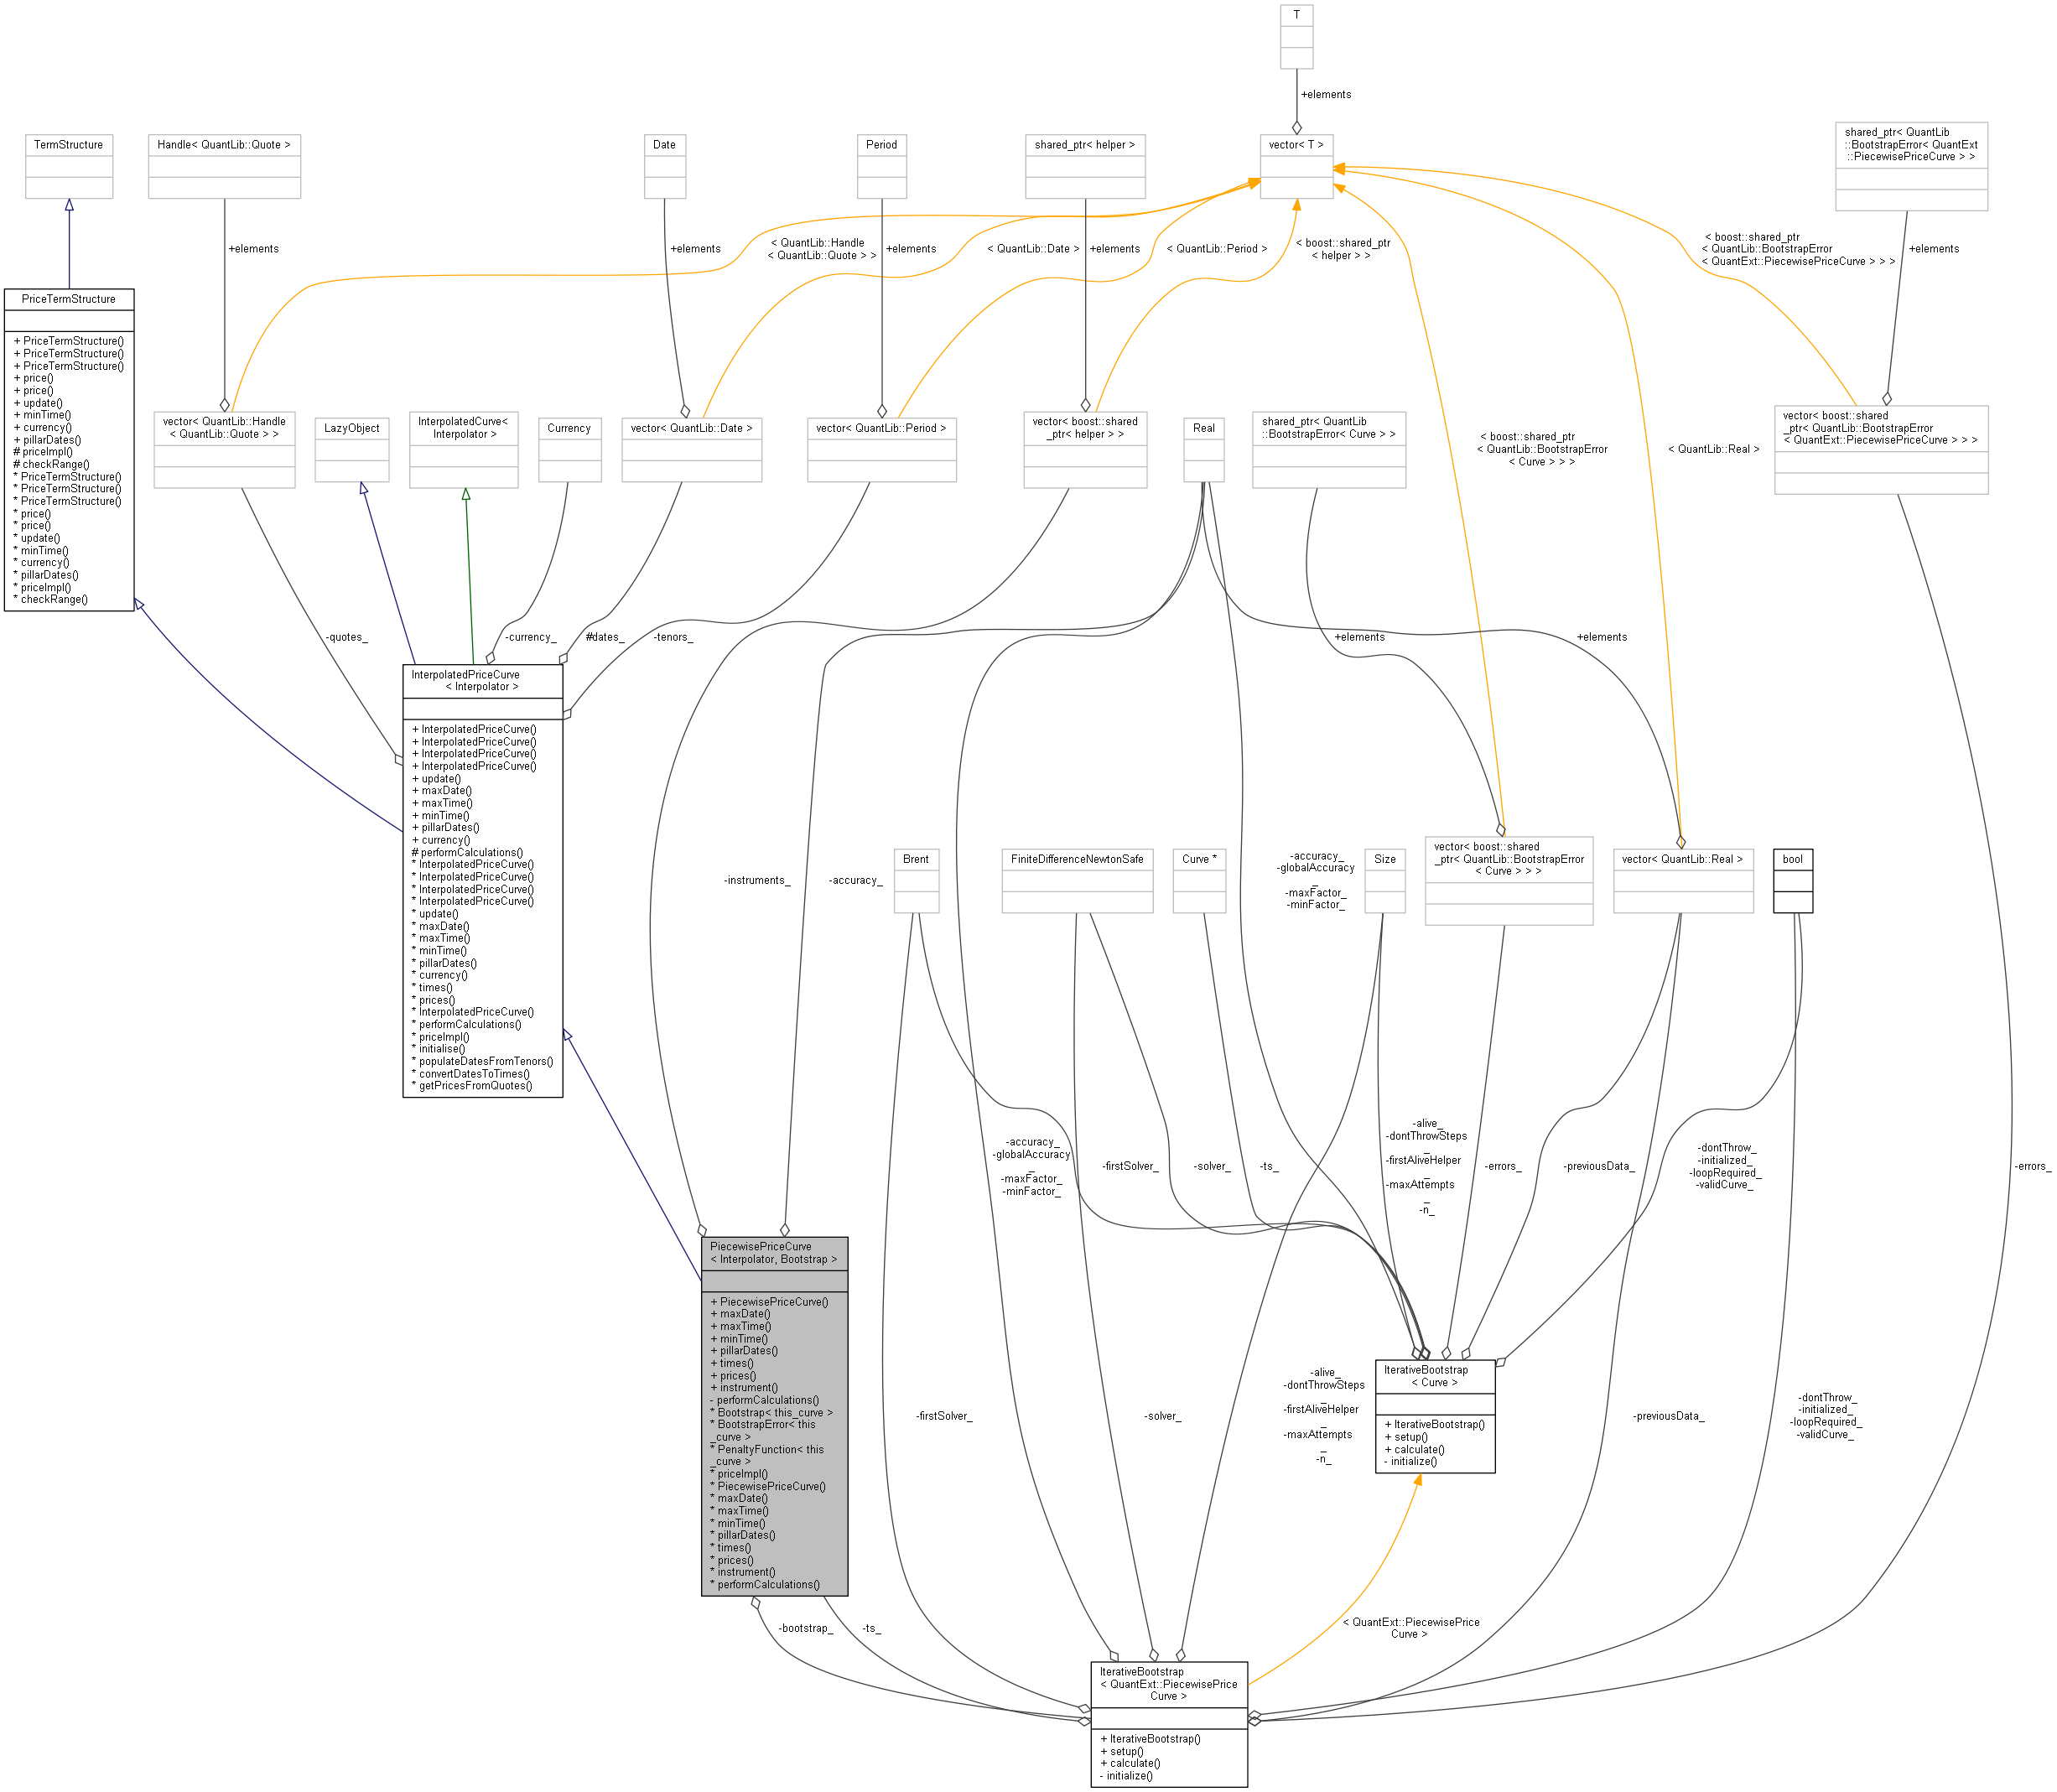 T
+elements
TermStructure
Handle< QuantLib::Quote >
Date
Period
shared_ptr< helper >
vector< T >
shared_ptr< QuantLib
::BootstrapError< QuantExt
::PiecewisePriceCurve > >
+elements
< QuantLib::Handle
< QuantLib::Quote > >
+elements
< QuantLib::Date >
+elements
< QuantLib::Period >
+elements
< boost::shared_ptr
< helper > >
< boost::shared_ptr
< QuantLib::BootstrapError
< QuantExt::PiecewisePriceCurve > > >
+elements
PriceTermStructure
+ PriceTermStructure()
+ PriceTermStructure()
+ PriceTermStructure()
+ price()
+ price()
+ update()
+ minTime()
+ currency()
+ pillarDates()
# priceImpl()
# checkRange()
* PriceTermStructure()
* PriceTermStructure()
* PriceTermStructure()
* price()
* price()
* update()
* minTime()
* currency()
* pillarDates()
* priceImpl()
* checkRange()
vector< QuantLib::Handle
< QuantLib::Quote > >
LazyObject
InterpolatedCurve<
Interpolator >
Currency
vector< QuantLib::Date >
vector< QuantLib::Period >
vector< boost::shared
_ptr< helper > >
Real
shared_ptr< QuantLib
::BootstrapError< Curve > >
< boost::shared_ptr
< QuantLib::BootstrapError
< Curve > > >
< QuantLib::Real >
vector< boost::shared
_ptr< QuantLib::BootstrapError
< QuantExt::PiecewisePriceCurve > > >
-quotes_
-currency_
#dates_
-tenors_
+elements
+elements
InterpolatedPriceCurve
< Interpolator >
+ InterpolatedPriceCurve()
+ InterpolatedPriceCurve()
+ InterpolatedPriceCurve()
+ InterpolatedPriceCurve()
+ update()
+ maxDate()
+ maxTime()
+ minTime()
+ pillarDates()
+ currency()
# performCalculations()
* InterpolatedPriceCurve()
* InterpolatedPriceCurve()
* InterpolatedPriceCurve()
* InterpolatedPriceCurve()
* update()
* maxDate()
* maxTime()
* minTime()
* pillarDates()
* currency()
* times()
* prices()
* InterpolatedPriceCurve()
* performCalculations()
* priceImpl()
* initialise()
* populateDatesFromTenors()
* convertDatesToTimes()
* getPricesFromQuotes()
-instruments_
-accuracy_
Brent
FiniteDifferenceNewtonSafe
Curve *
-accuracy_
-globalAccuracy
_
-maxFactor_
-minFactor_
Size
vector< boost::shared
_ptr< QuantLib::BootstrapError
< Curve > > >
vector< QuantLib::Real >
bool
-accuracy_
-globalAccuracy
_
-maxFactor_
-minFactor_
-firstSolver_
-solver_
-ts_
-alive_
-dontThrowSteps
_
-firstAliveHelper
_
-maxAttempts
_
-n_
-errors_
-previousData_
-dontThrow_
-initialized_
-loopRequired_
-validCurve_
-errors_
PiecewisePriceCurve
< Interpolator, Bootstrap >
+ PiecewisePriceCurve()
+ maxDate()
+ maxTime()
+ minTime()
+ pillarDates()
+ times()
+ prices()
+ instrument()
- performCalculations()
* Bootstrap< this_curve >
* BootstrapError< this
_curve >
* PenaltyFunction< this
_curve >
* priceImpl()
* PiecewisePriceCurve()
* maxDate()
* maxTime()
* minTime()
* pillarDates()
* times()
* prices()
* instrument()
* performCalculations()
-firstSolver_
-solver_
-alive_
-dontThrowSteps
_
-firstAliveHelper
_
-maxAttempts
_
-n_
IterativeBootstrap
< Curve >
+ IterativeBootstrap()
+ setup()
+ calculate()
- initialize()
-previousData_
-dontThrow_
-initialized_
-loopRequired_
-validCurve_
-bootstrap_
-ts_
< QuantExt::PiecewisePrice
Curve >
IterativeBootstrap
< QuantExt::PiecewisePrice
Curve >
+ IterativeBootstrap()
+ setup()
+ calculate()
- initialize()